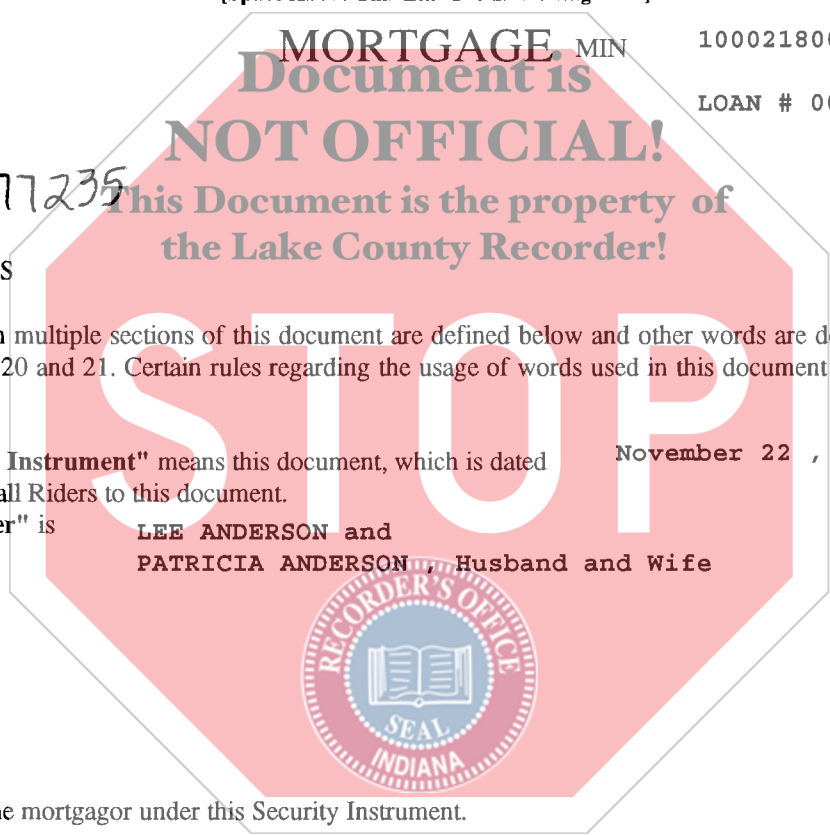 MORTGAGE MIN 10002180
LOAN # 0
Document is
NOT OFFICIAL!
77235
This Document is the property of
the Lake County Recorder!
S
multiple sections of this document are defined below and other words are
20 and 21. Certain rules regarding the usage of words used in this document
Instrument" means this document, which is dated November 22 ,
all Riders to this document.
er" is LEE ANDERSON and
PATRICIA ANDERSON , Husband and Wife
STOP
RECORDER'S OFFICE
SEAL
INDIANA
mortgagor under this Security Instrument.